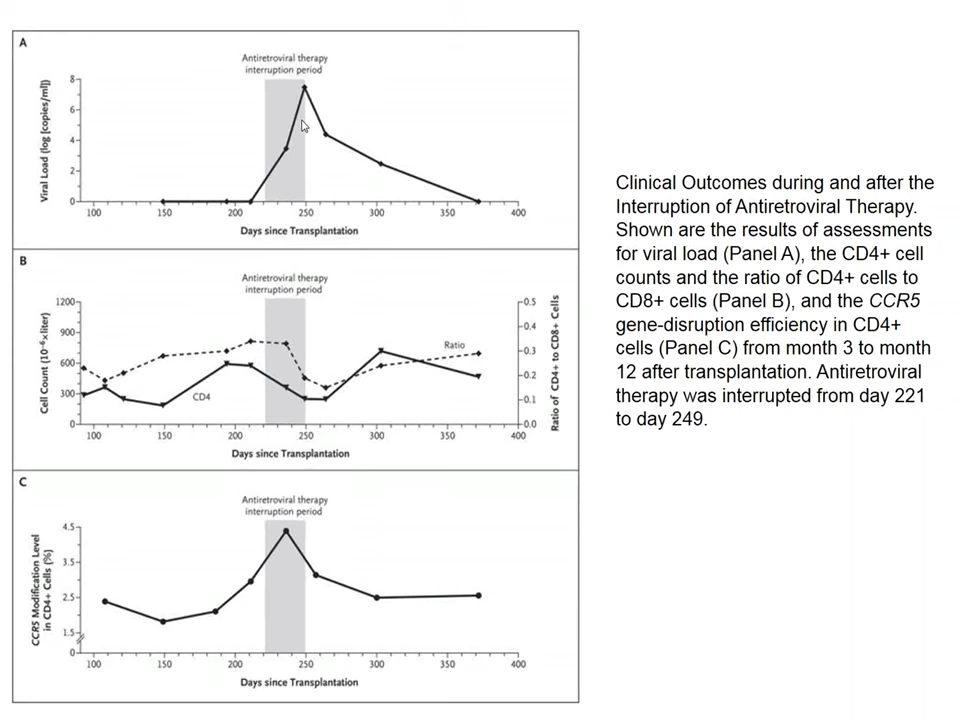 A
Antiretroviral therapy
interruption period
Viral Load (log [copies/ml])
8
6
4
2
0
100 150 200 250 300 350 400
Days since Transplantation
B
Antiretroviral therapy
interruption period
Cell Count (10⁻⁶×liter)
1200
900
600
300
0
Ratio
CD4
0.5
0.4
0.3
0.2
0.1
0.0
Ratio of CD4+ to CD8+ Cells
100 150 200 250 300 350 400
Days since Transplantation
C
Antiretroviral therapy
interruption period
CCR5 Modification Level
in CD4+ Cells (%)
4.5
3.5
2.5
1.5
0
100 150 200 250 300 350 400
Days since Transplantation
Clinical Outcomes during and after the
Interruption of Antiretroviral Therapy.
Shown are the results of assessments
for viral load (Panel A), the CD4+ cell
counts and the ratio of CD4+ cells to
CD8+ cells (Panel B), and the CCR5
gene-disruption efficiency in CD4+
cells (Panel C) from month 3 to month
12 after transplantation. Antiretroviral
therapy was interrupted from day 221
to day 249.